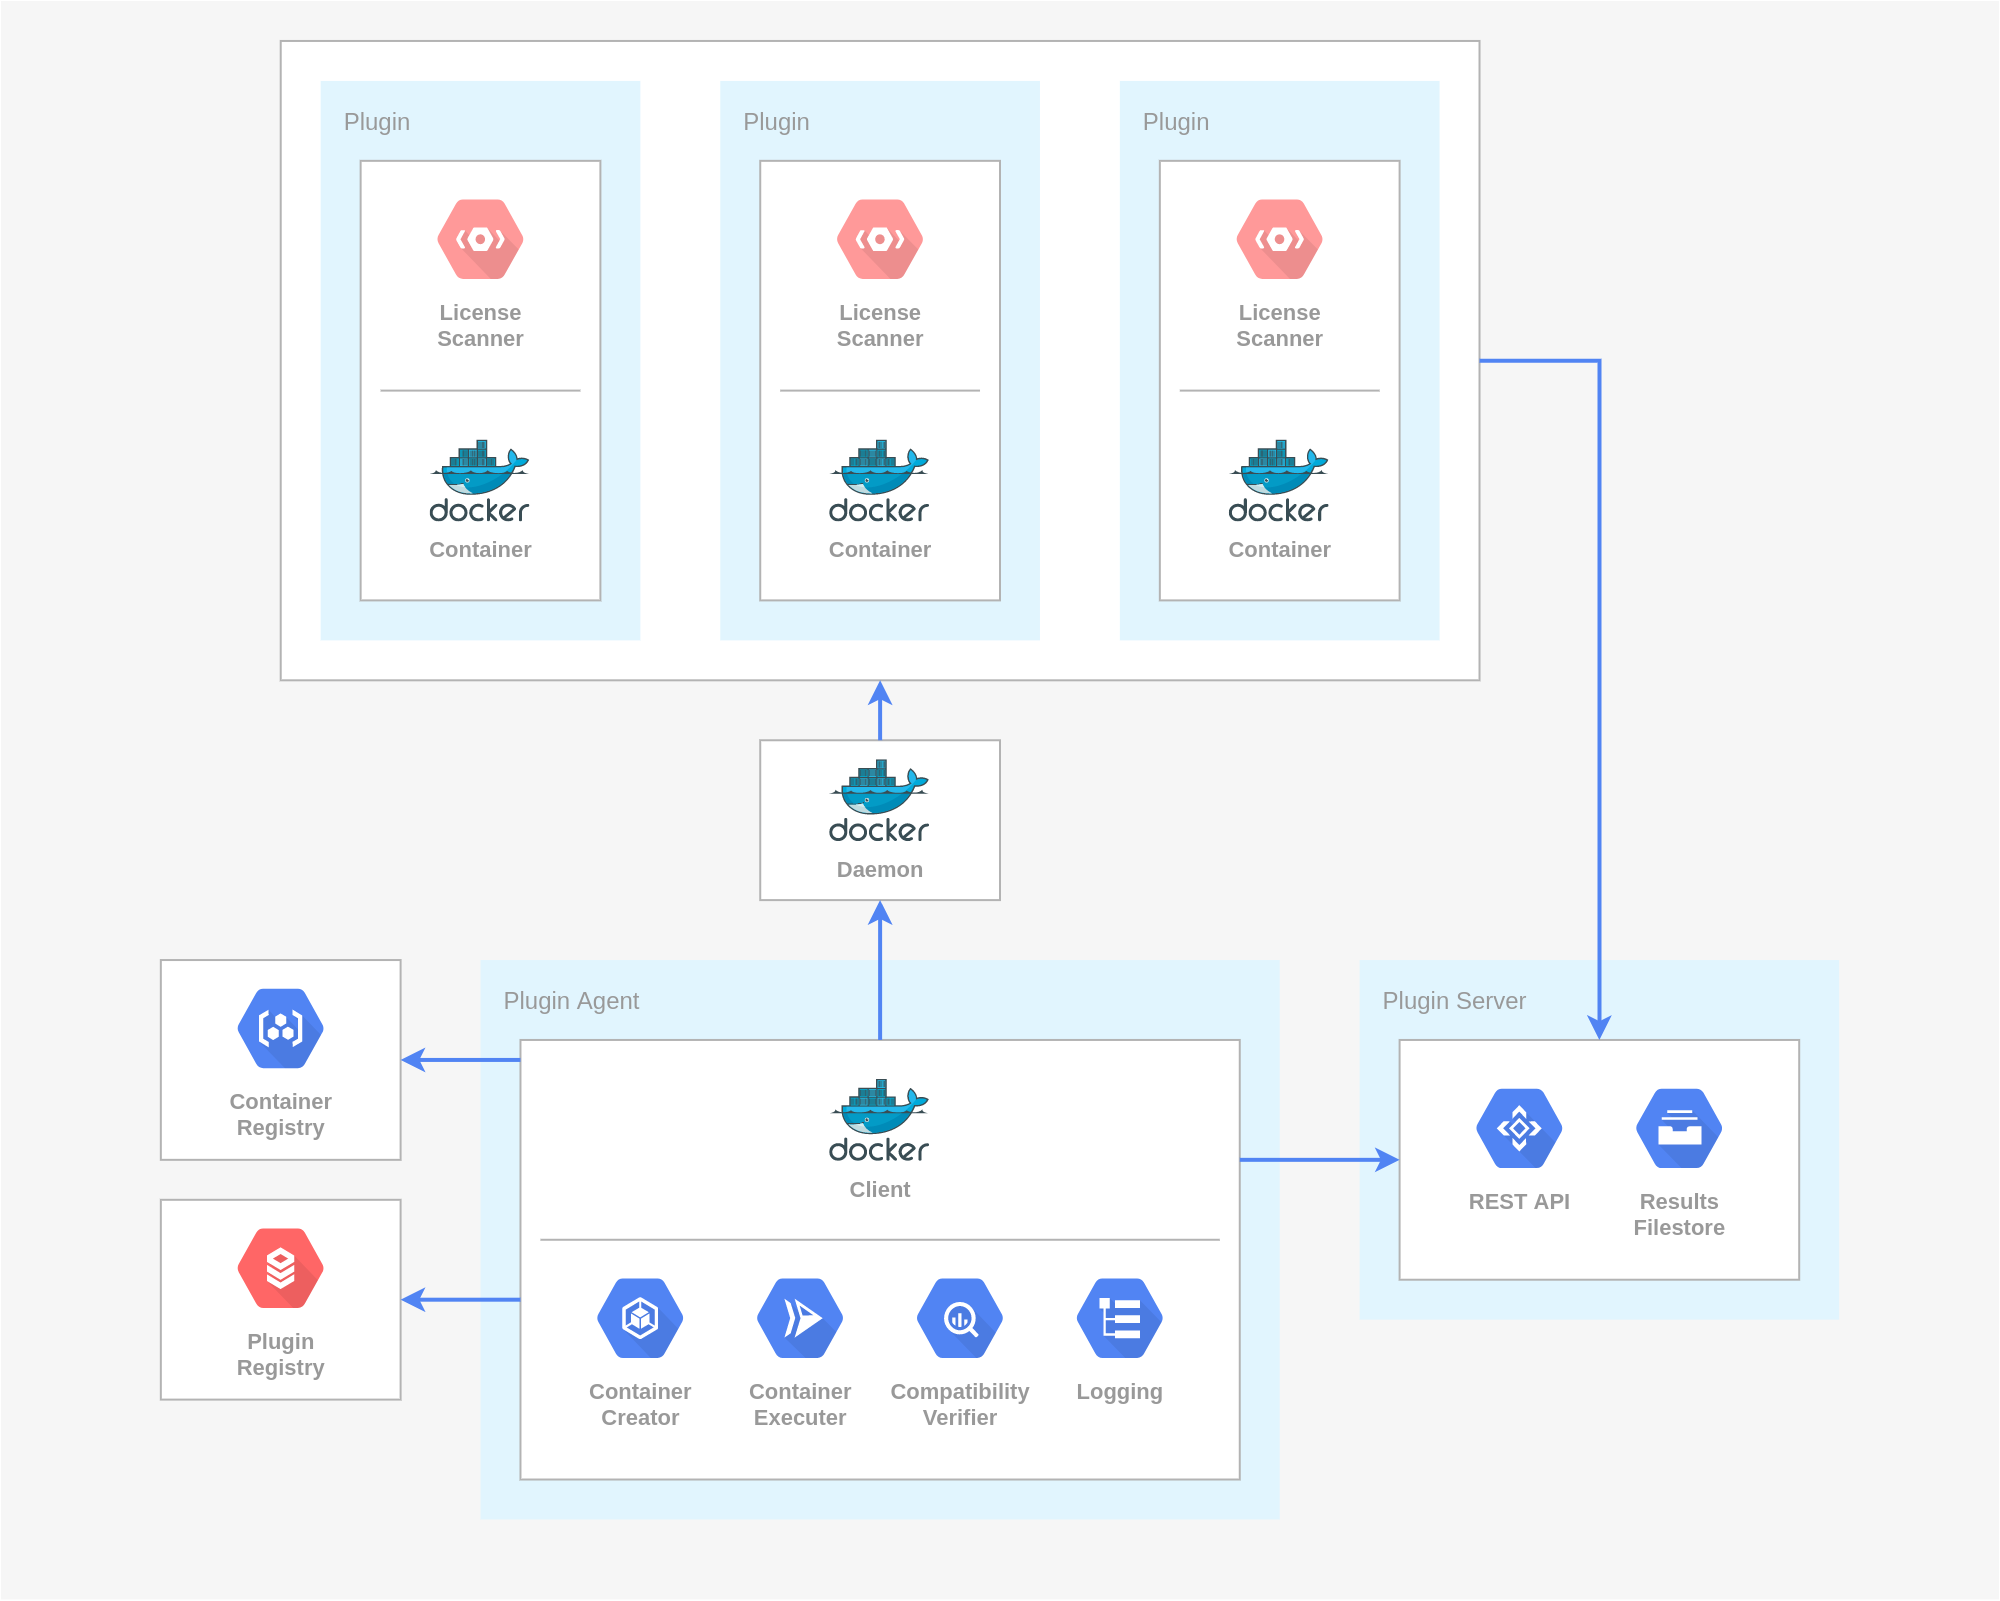 Plugin
License
Scanner
docker
Container
Plugin
License
Scanner
docker
Container
Plugin
License
Scanner
docker
Container
docker
Daemon
Container
Registry
Plugin
Registry
Plugin Agent
docker
Client
Container
Creator
Container
Executer
Compatibility
Verifier
Logging
Plugin Server
REST API
Results
Filestore